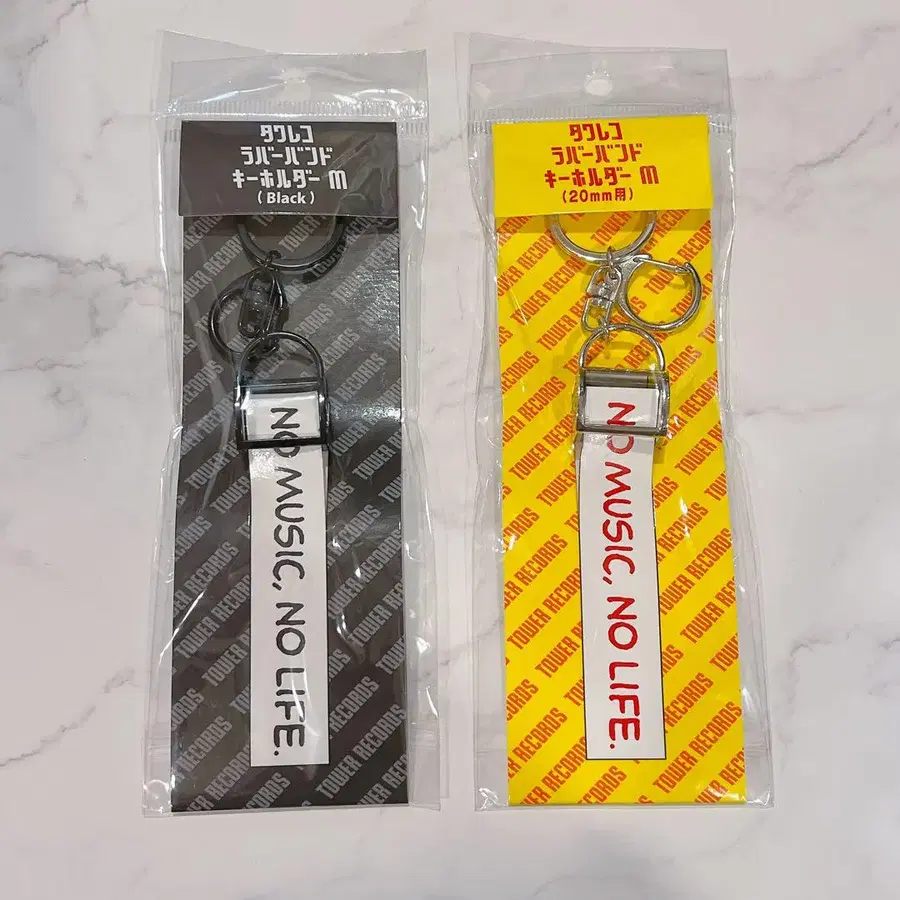 タワレコ
ラバーバンド
キーホルダー M
(Black)
TOWER RECORDS
NO MUSIC, NO LIFE.
タワレコ
ラバーバンド
キーホルダー M
(20mm用)
TOWER RECORDS
NO MUSIC, NO LIFE.